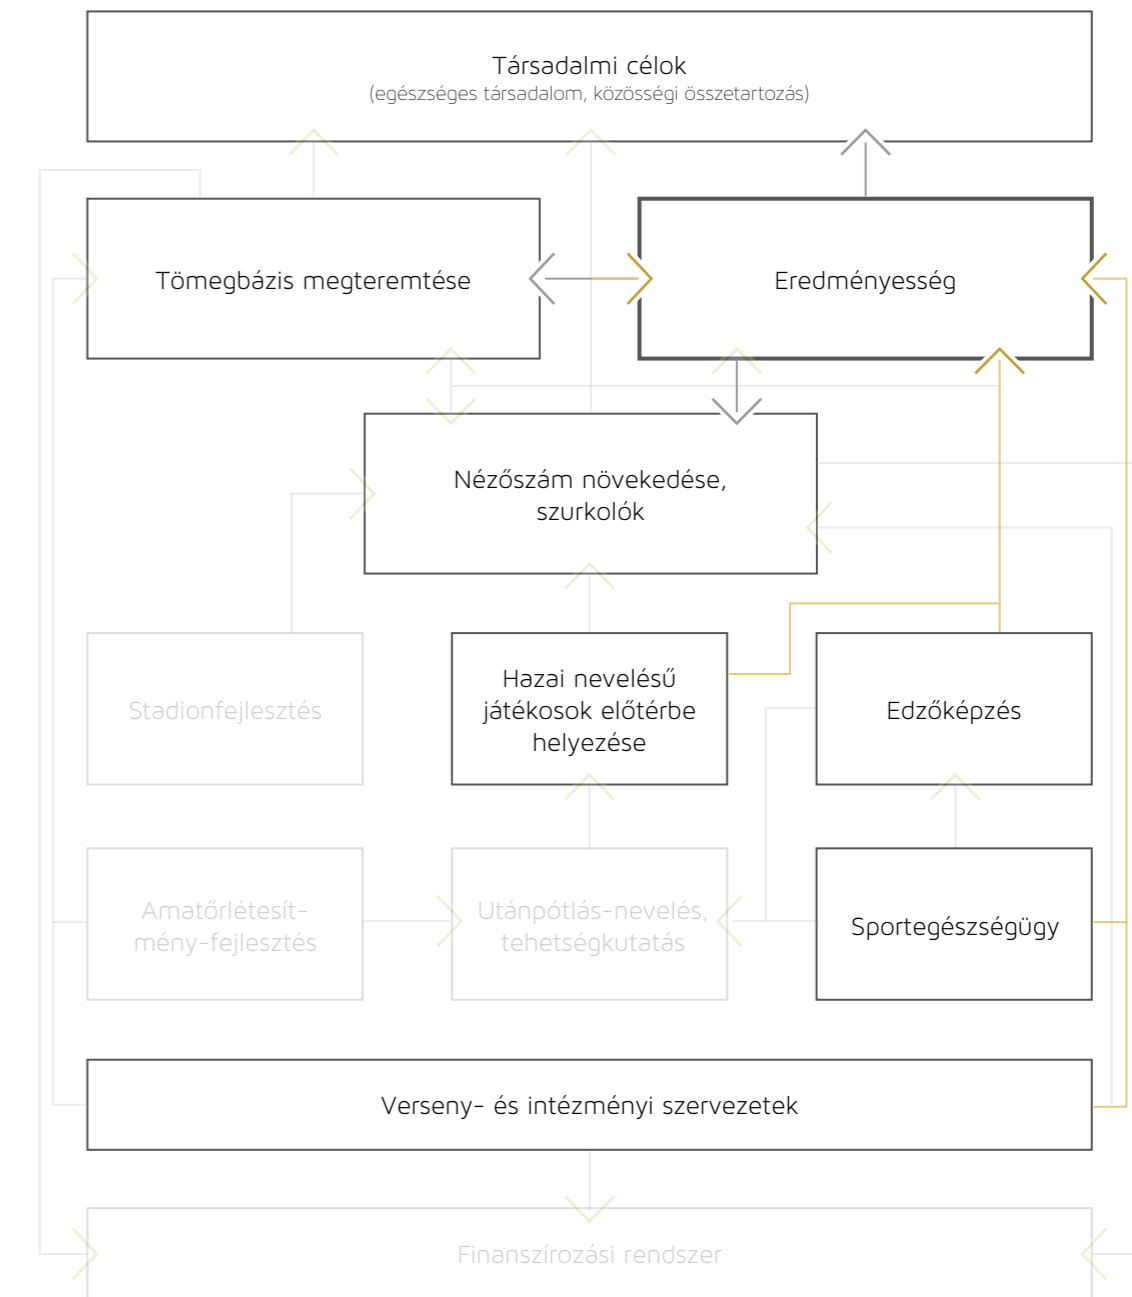 Társadalmi célok
(egészséges társadalom, közösségi összetartozás)
Tömegbázis megteremtése
Eredményesség
Nézőszám növekedése,
szurkolók
Stadionfejlesztés
Hazai nevelésű
játékosok előtérbe
helyezése
Edzőképzés
Amatőrlétesít-
mény-fejlesztés
Utánpótlás-nevelés,
tehetségkutatás
Sportegészségügy
Verseny- és intézményi szervezetek
Finanszírozási rendszer